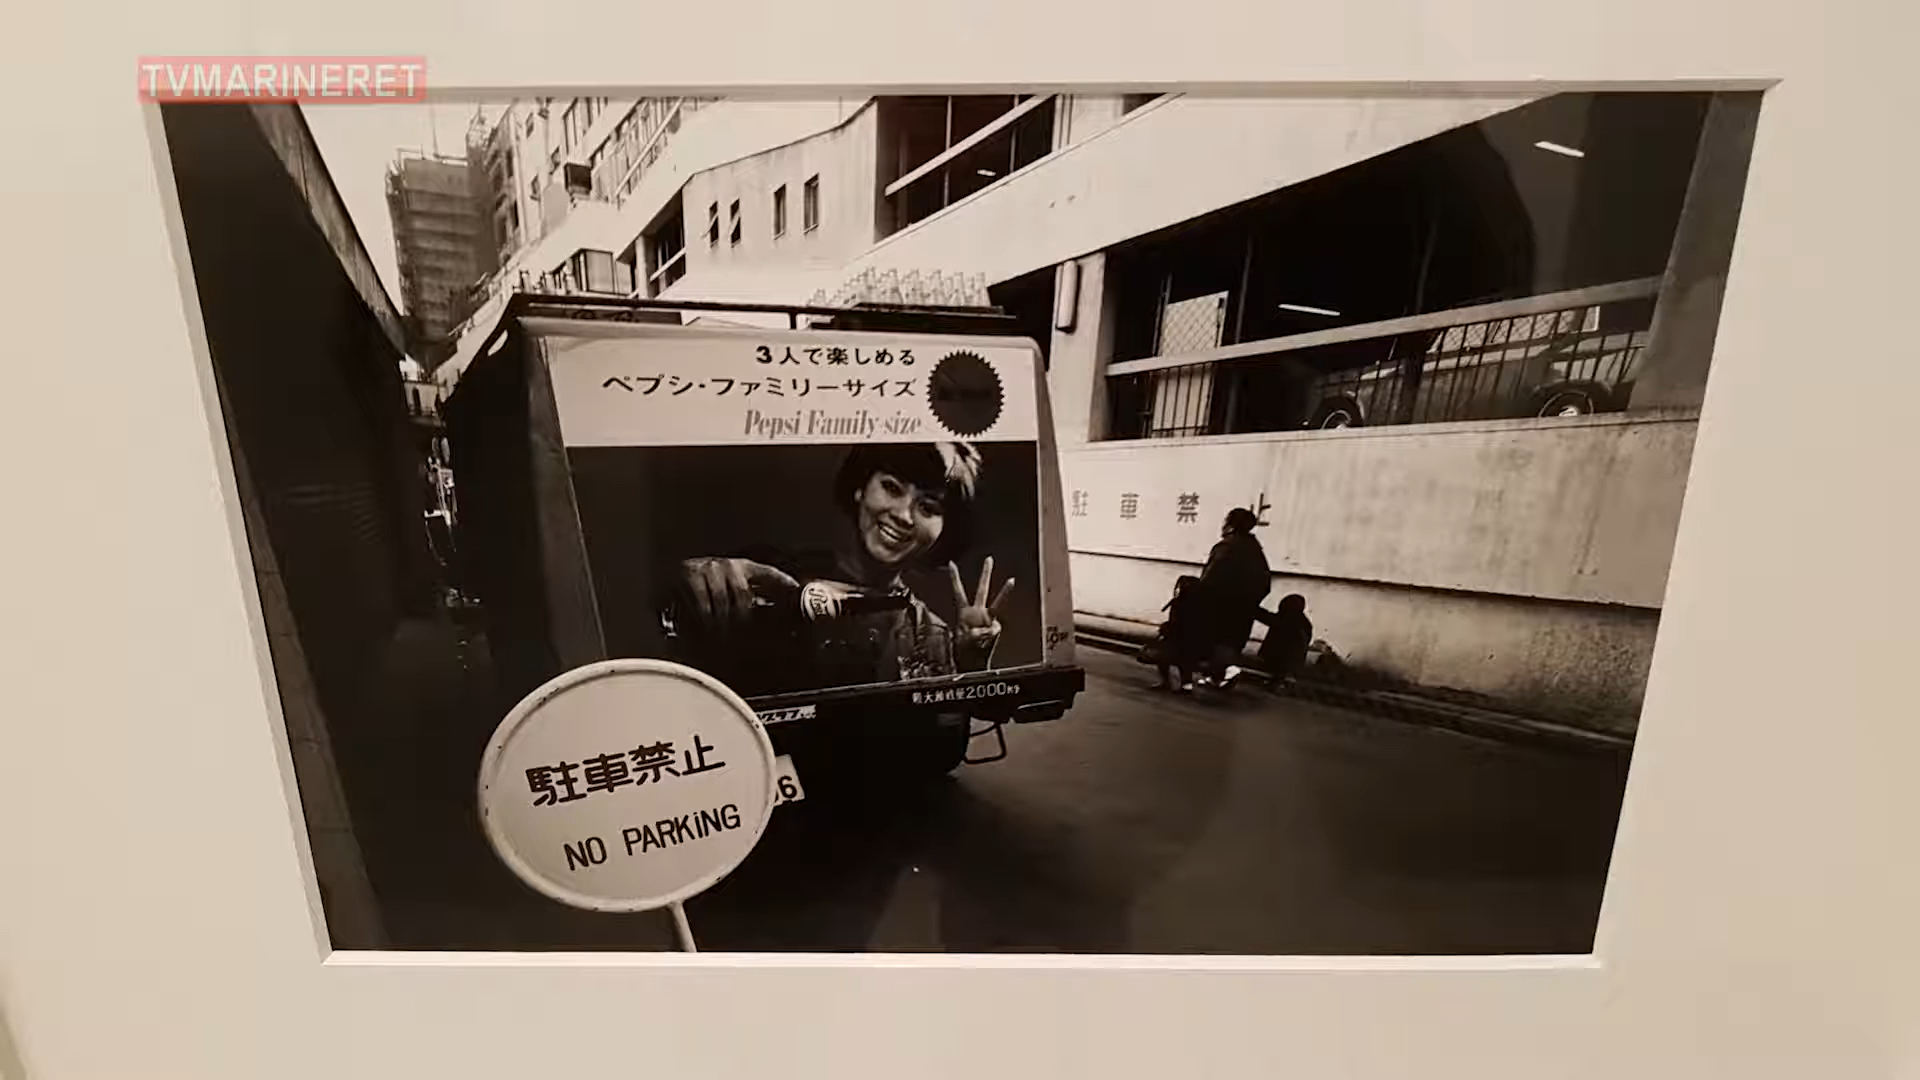 TVMARINERET
3人で楽しめる
ペプシ・ファミリーサイズ
Pepsi Family-size
駐車禁止
Pepsi
最大積載量2000kg
駐車禁止
NO PARKING
6